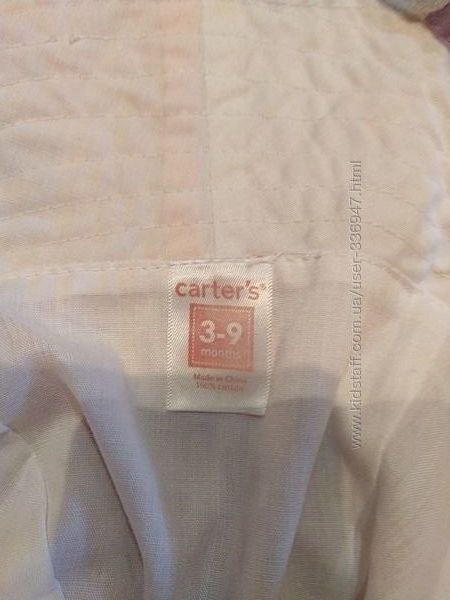 carter's®
3-9
months
Made in China
100% cotton
www.kidstaff.com.ua/user-336947.html